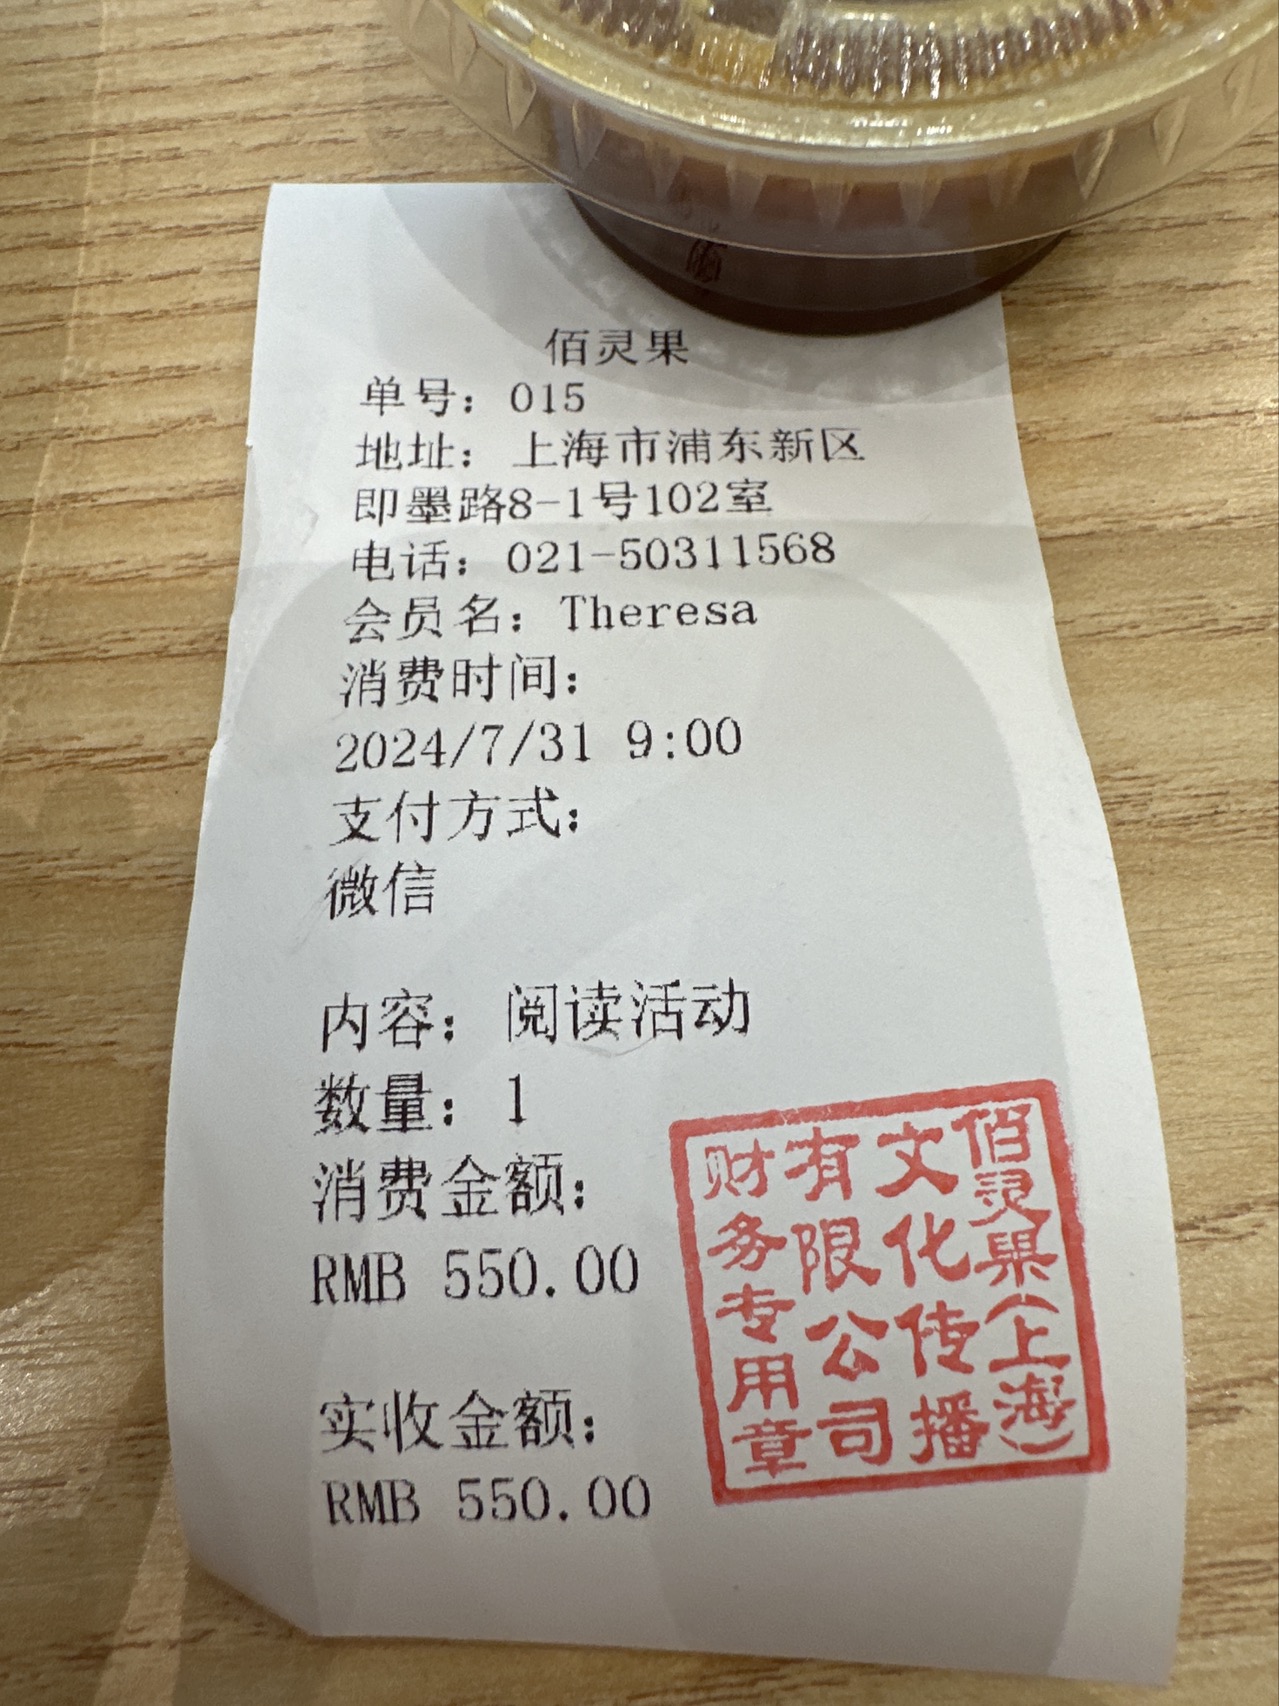 佰灵果
单号：015
地址：上海市浦东新区
即墨路8-1号102室
电话：021-50311568
会员名：Theresa
消费时间：
2024/7/31 9:00
支付方式：
微信
内容：阅读活动
数量：1
消费金额：
RMB 550.00
实收金额：
RMB 550.00
佰灵果（上海）
文化传播
有限公司
财务专用章